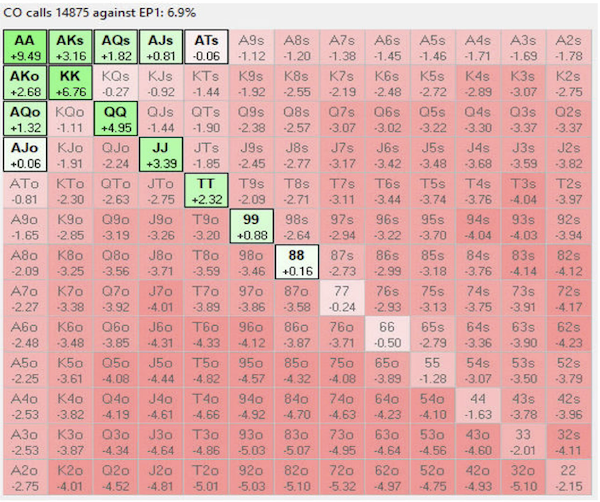 CO calls 14875 against EP1: 6.9%
AA AKs AQs AJs ATs A9s A8s A7s A6s A5s A4s A3s A2s
+9.49 +3.16 +1.82 +0.81 -0.06 -1.12 -1.20 -1.38 -1.45 -1.46 -1.71 -1.69 -1.78
AKo KK KQs KJs KTs K9s K8s K7s K6s K5s K4s K3s K2s
+2.68 +6.76 -0.27 -0.92 -1.44 -1.92 -2.55 -2.19 -2.48 -2.72 -2.89 -3.07 -2.75
AQo KQo QQ QJs QTs Q9s Q8s Q7s Q6s Q5s Q4s Q3s Q2s
+1.32 -1.11 +4.95 -1.44 -1.90 -2.38 -2.57 -3.07 -3.02 -3.22 -3.30 -3.37 -3.37
AJo KJo QJo JJ JTs J9s J8s J7s J6s J5s J4s J3s J2s
+0.06 -1.91 -2.24 +3.39 -1.85 -2.45 -2.77 -3.17 -3.42 -3.48 -3.68 -3.59 -3.82
ATo KTo QTo JTo TT T9s T8s T7s T6s T5s T4s T3s T2s
-0.81 -2.30 -2.63 -2.75 +2.32 -2.09 -2.71 -3.11 -3.44 -3.74 -3.76 -4.04 -3.97
A9o K9o Q9o J9o T9o 99 98s 97s 96s 95s 94s 93s 92s
-1.65 -2.85 -3.19 -3.26 -3.20 +0.88 -2.64 -2.94 -3.22 -3.70 -4.04 -4.03 -3.94
A8o K8o Q8o J8o T8o 98o 88 87s 86s 85s 84s 83s 82s
-2.09 -3.25 -3.56 -3.71 -3.59 -3.46 +0.16 -2.73 -2.99 -3.18 -3.76 -4.14 -4.12
A7o K7o Q7o J7o T7o 97o 87o 77 76s 75s 74s 73s 72s
-2.27 -3.38 -3.92 -4.01 -3.89 -3.86 -3.58 -0.24 -2.93 -3.13 -3.75 -3.91 -4.17
A6o K6o Q6o J6o T6o 96o 86o 76o 66 65s 64s 63s 62s
-2.48 -3.48 -3.85 -4.31 -4.33 -4.12 -3.87 -3.71 -0.50 -2.79 -3.36 -3.90 -4.23
A5o K5o Q5o J5o T5o 95o 85o 75o 65o 55 54s 53s 52s
-2.25 -3.61 -4.08 -4.44 -4.82 -4.57 -4.32 -4.08 -3.89 -1.28 -3.07 -3.50 -3.79
A4o K4o Q4o J4o T4o 94o 84o 74o 64o 54o 44 43s 42s
-2.53 -3.82 -4.19 -4.61 -4.66 -4.92 -4.70 -4.63 -4.23 -4.10 -1.63 -3.78 -3.96
A3o K3o Q3o J3o T3o 93o 83o 73o 63o 53o 43o 33 32s
-2.53 -3.87 -4.34 -4.64 -4.86 -5.03 -5.07 -4.95 -4.64 -4.56 -4.60 -2.01 -4.11
A2o K2o Q2o J2o T2o 92o 82o 72o 62o 52o 42o 32o 22
-2.75 -4.01 -4.52 -4.81 -5.01 -5.03 -5.10 -5.32 -4.97 -4.75 -4.93 -5.10 -2.15